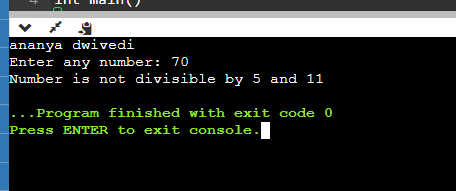 4 int main()
ananya dwivedi
Enter any number: 70
Number is not divisible by 5 and 11
...Program finished with exit code 0
Press ENTER to exit console.